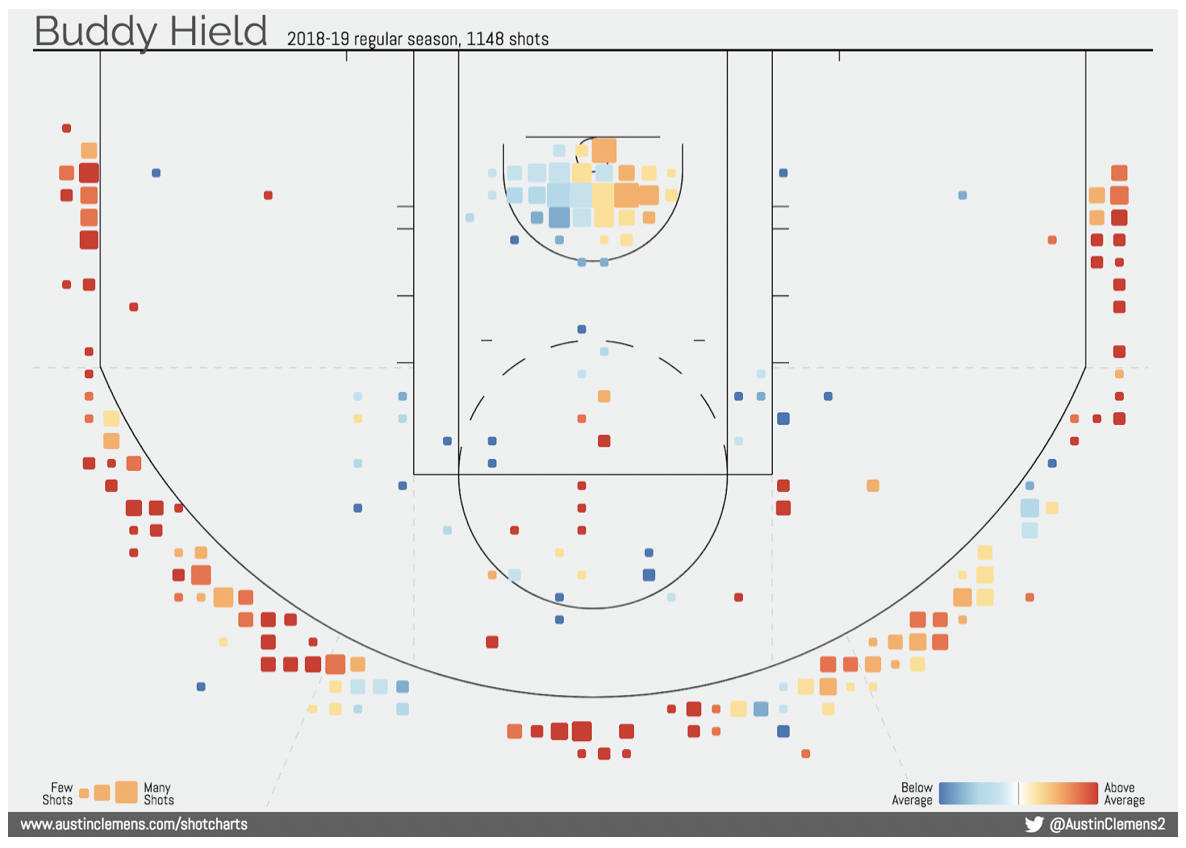 Buddy Hield 2018-19 regular season, 1148 shots
Few Shots
Many Shots
Below Average
Above Average
www.austinclemens.com/shotcharts
@AustinClemens2